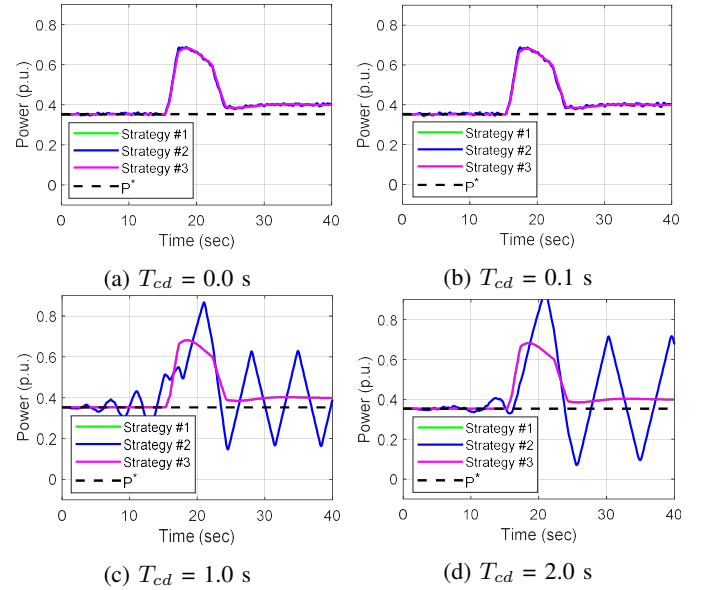 0.8
0.6
0.4
0.2
0
Power (p.u.)
Strategy #1
Strategy #2
Strategy #3
P*
0 10 20 30 40
Time (sec)
(a) T_cd = 0.0 s
0.8
0.6
0.4
0.2
0
Power (p.u.)
Strategy #1
Strategy #2
Strategy #3
P*
0 10 20 30 40
Time (sec)
(b) T_cd = 0.1 s
0.8
0.6
0.4
0.2
0
Power (p.u.)
Strategy #1
Strategy #2
Strategy #3
P*
0 10 20 30 40
Time (sec)
(c) T_cd = 1.0 s
0.8
0.6
0.4
0.2
0
Power (p.u.)
Strategy #1
Strategy #2
Strategy #3
P*
0 10 20 30 40
Time (sec)
(d) T_cd = 2.0 s